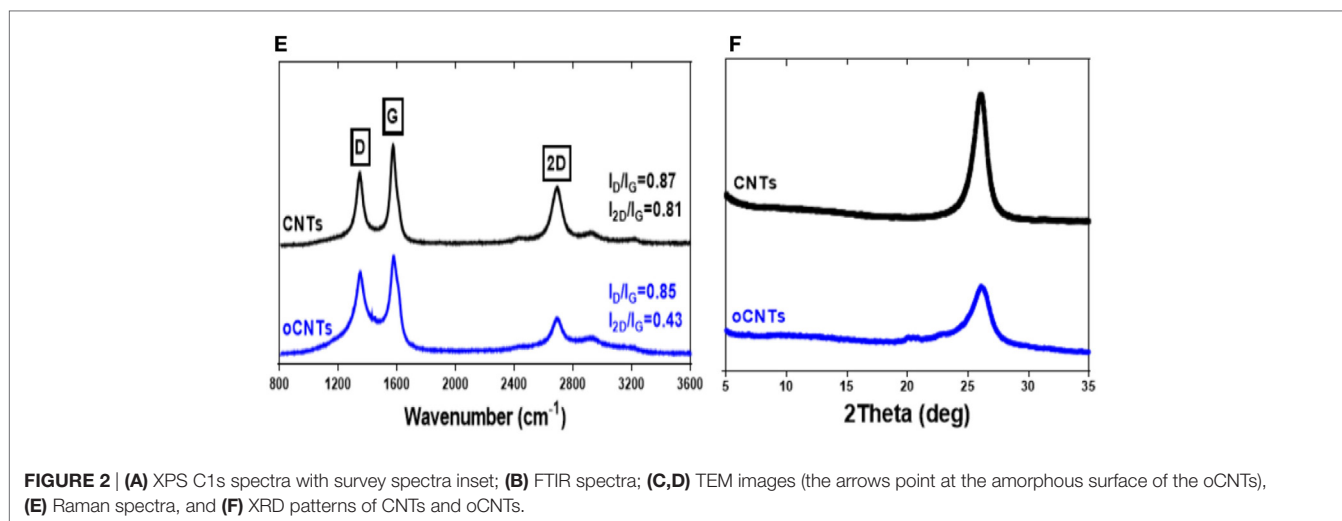 E
D
G
2D
CNTs
I_D/I_G=0.87
I_2D/I_G=0.81
oCNTs
I_D/I_G=0.85
I_2D/I_G=0.43
800 1200 1600 2000 2400 2800 3200 3600
Wavenumber (cm⁻¹)
F
CNTs
oCNTs
5 10 15 20 25 30 35
2Theta (deg)
FIGURE 2 | (A) XPS C1s spectra with survey spectra inset; (B) FTIR spectra; (C,D) TEM images (the arrows point at the amorphous surface of the oCNTs),
(E) Raman spectra, and (F) XRD patterns of CNTs and oCNTs.